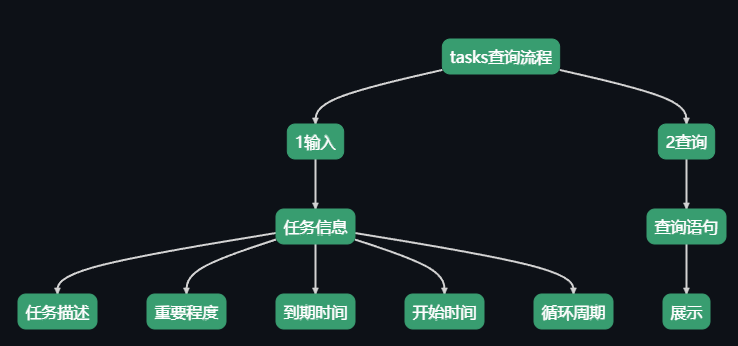 tasks查询流程
1输入
2查询
任务信息
查询语句
任务描述
重要程度
到期时间
开始时间
循环周期
展示